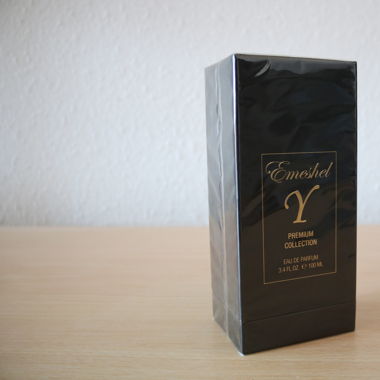 Emeshel
Y
PREMIUM
COLLECTION
EAU DE PARFUM
3.4 FL.OZ. ℮ 100 ML